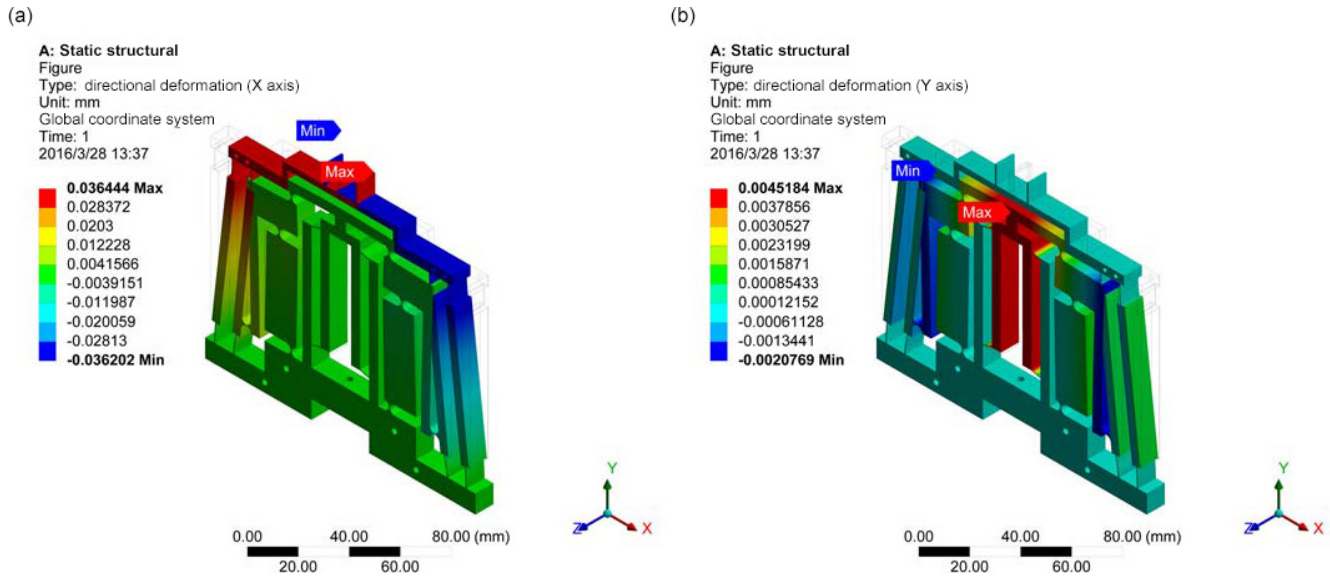 (a)
A: Static structural
Figure
Type: directional deformation (X axis)
Unit: mm
Global coordinate system
Time: 1
2016/3/28 13:37
Min
Max
0.036444 Max
0.028372
0.0203
0.012228
0.0041566
-0.0039151
-0.011987
-0.020059
-0.02813
-0.036202 Min
Y
Z
X
0.00 40.00 80.00 (mm)
20.00 60.00
(b)
A: Static structural
Figure
Type: directional deformation (Y axis)
Unit: mm
Global coordinate system
Time: 1
2016/3/28 13:37
Min
Max
0.0045184 Max
0.0037856
0.0030527
0.0023199
0.0015871
0.00085433
0.00012152
-0.00061128
-0.0013441
-0.0020769 Min
Y
Z
X
0.00 40.00 80.00 (mm)
20.00 60.00